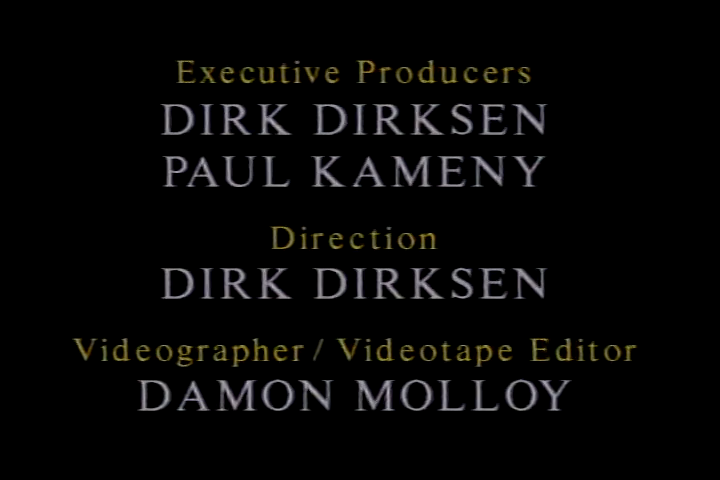 Executive Producers
DIRK DIRKSEN
PAUL KAMENY
Direction
DIRK DIRKSEN
Videographer / Videotape Editor
DAMON MOLLOY